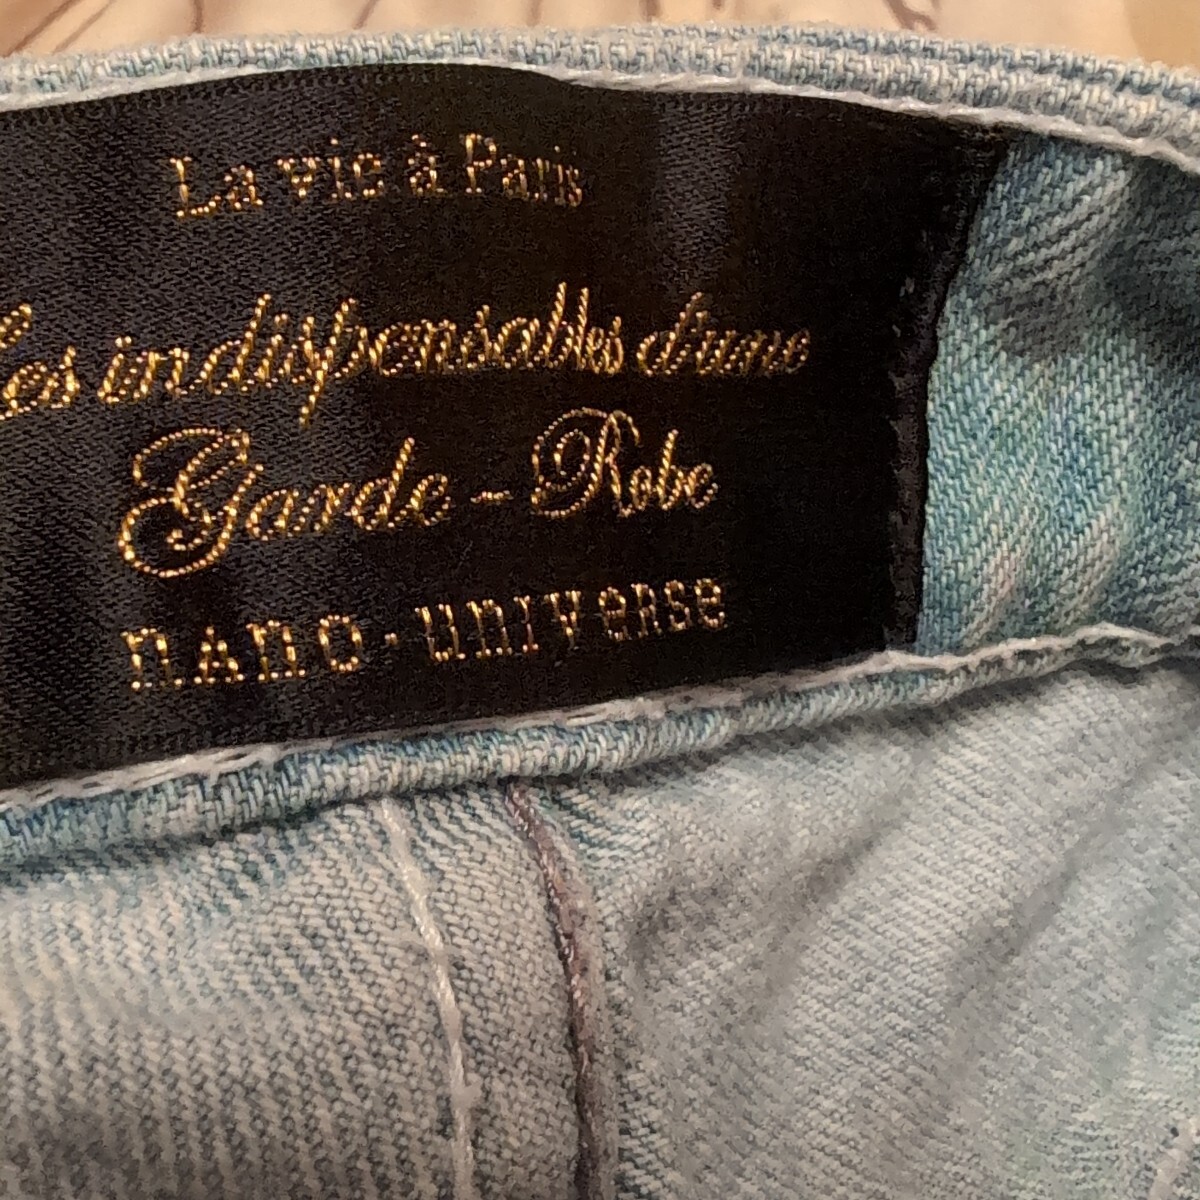 La vie à Paris
Les indispensables d'une
Garde - Robe
nAno・universe